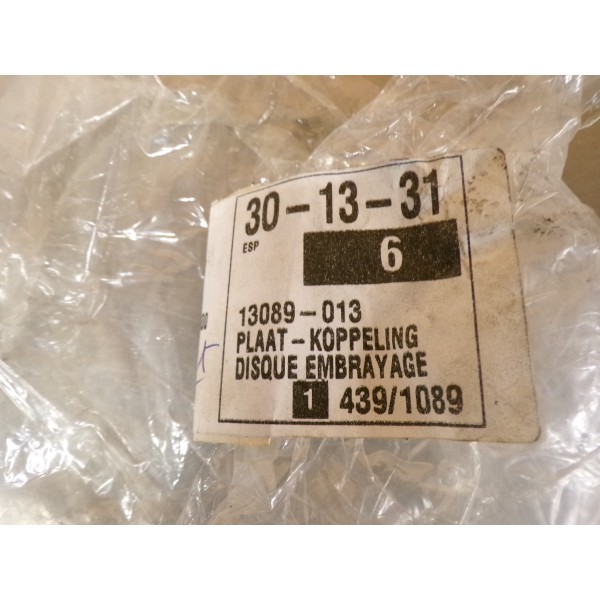 30-13-31
ESP
6
13089-013
PLAAT-KOPPELING
DISQUE EMBRAYAGE
1 439/1089